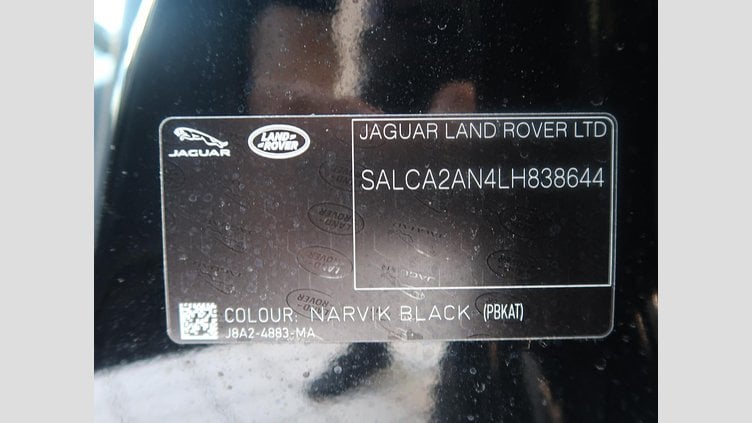 JAGUAR
LAND ROVER
JAGUAR LAND ROVER LTD
SALCA2AN4LH838644
COLOUR: NARVIK BLACK (PBKAT)
J8A2-4883-MA